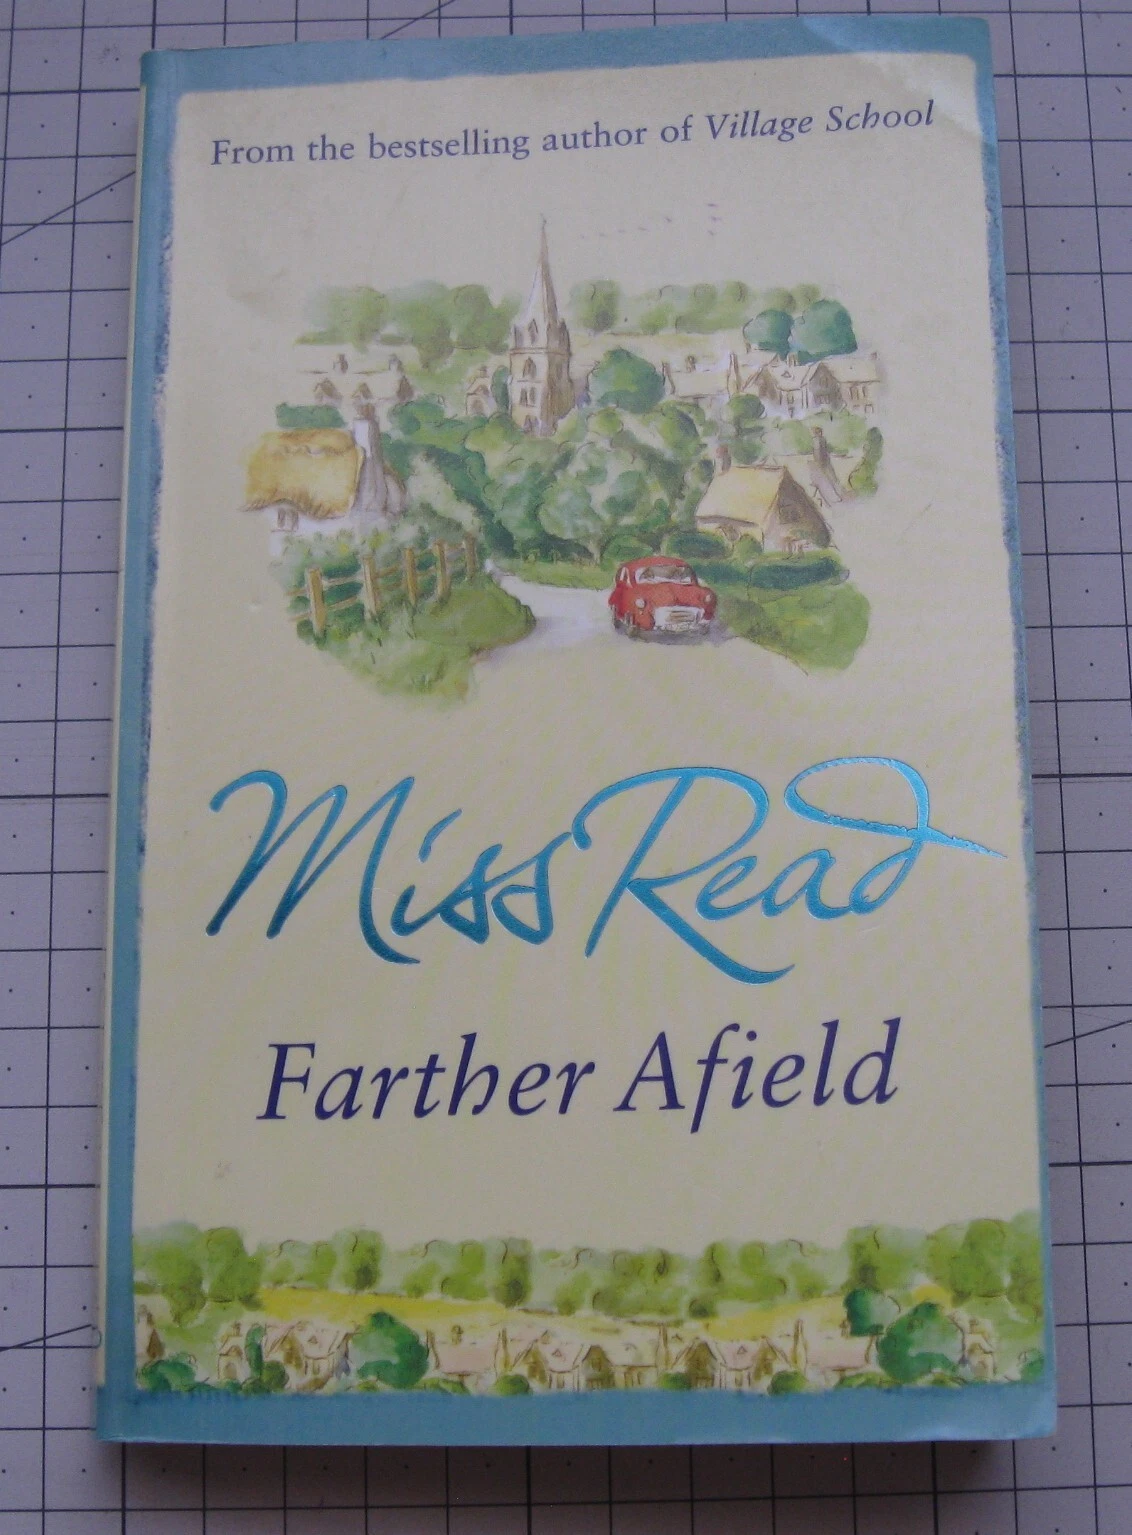 From the bestselling author of Village School
Miss Read
Farther Afield